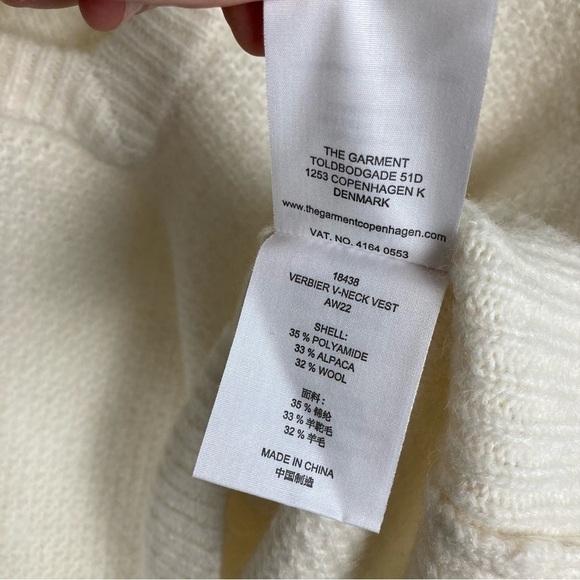 THE GARMENT
TOLDBODGADE 51D
1253 COPENHAGEN K
DENMARK
www.thegarmentcopenhagen.com
VAT. NO. 4164 0553
18438
VERBIER V-NECK VEST
AW22
SHELL:
35 % POLYAMIDE
33 % ALPACA
32 % WOOL
面料：
35 % 锦纶
33 % 羊驼毛
32 % 羊毛
MADE IN CHINA
中国制造